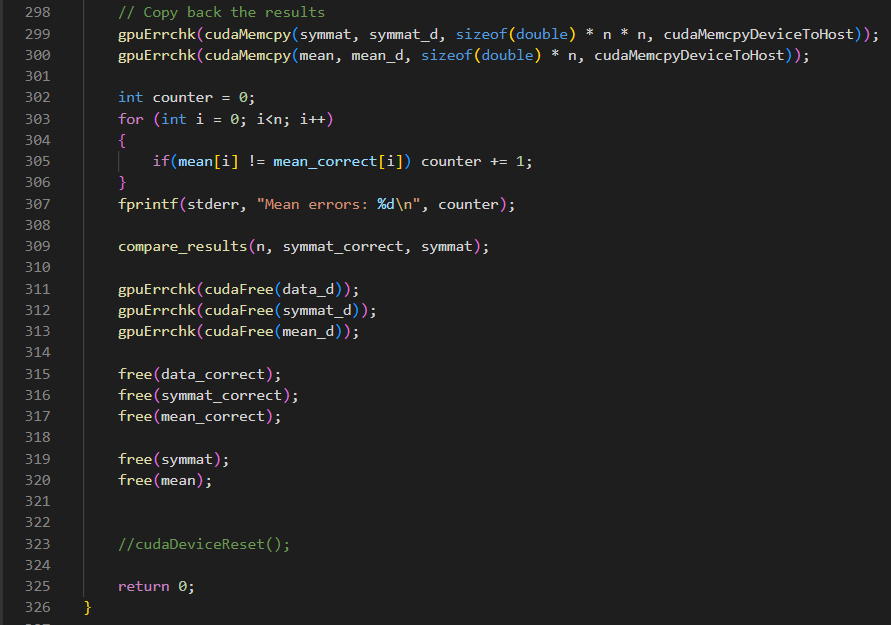 298 // Copy back the results
299 gpuErrchk(cudaMemcpy(symmat, symmat_d, sizeof(double) * n * n, cudaMemcpyDeviceToHost));
300 gpuErrchk(cudaMemcpy(mean, mean_d, sizeof(double) * n, cudaMemcpyDeviceToHost));
301
302 int counter = 0;
303 for (int i = 0; i<n; i++)
304 {
305 if(mean[i] != mean_correct[i]) counter += 1;
306 }
307 fprintf(stderr, "Mean errors: %d\n", counter);
308
309 compare_results(n, symmat_correct, symmat);
310
311 gpuErrchk(cudaFree(data_d));
312 gpuErrchk(cudaFree(symmat_d));
313 gpuErrchk(cudaFree(mean_d));
314
315 free(data_correct);
316 free(symmat_correct);
317 free(mean_correct);
318
319 free(symmat);
320 free(mean);
321
322
323 //cudaDeviceReset();
324
325 return 0;
326 }